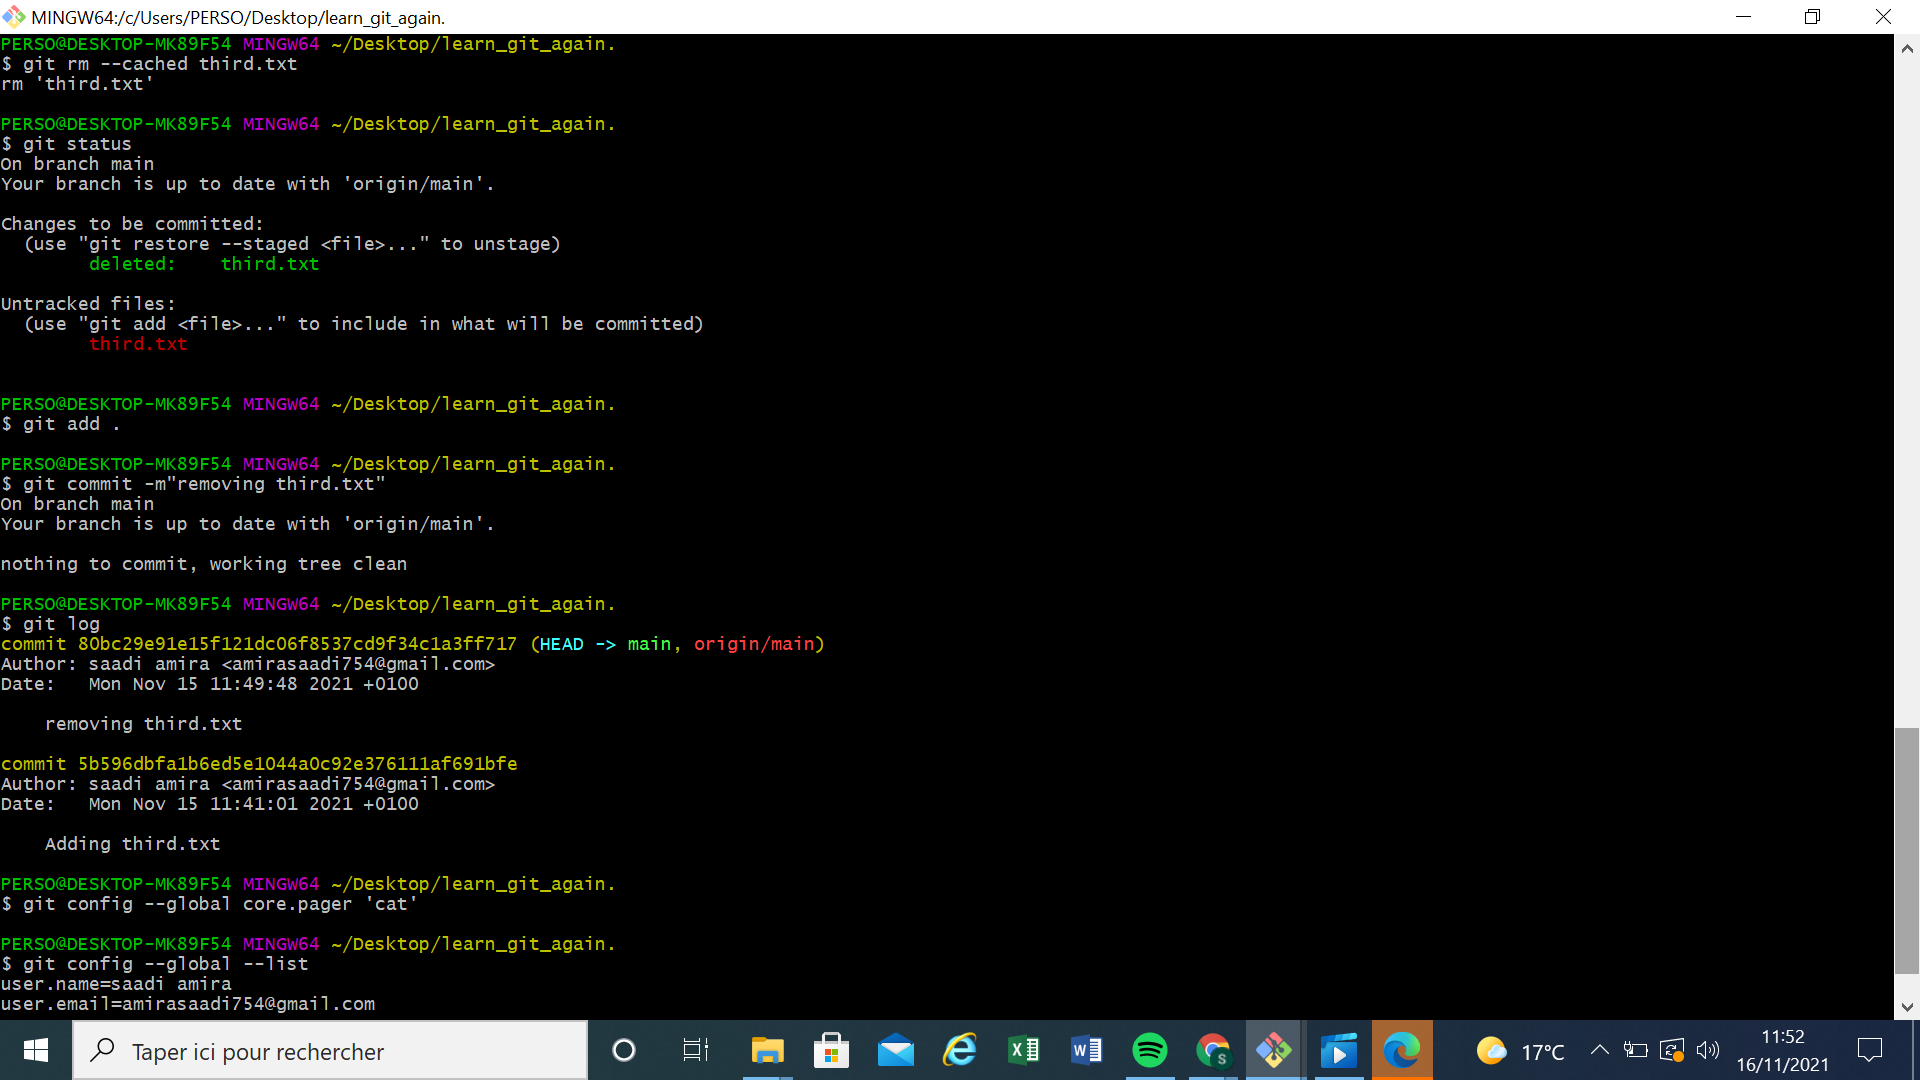 MINGW64:/c/Users/PERSO/Desktop/learn_git_again.
PERSO@DESKTOP-MK89F54 MINGW64 ~/Desktop/learn_git_again.
$ git rm --cached third.txt
rm 'third.txt'
PERSO@DESKTOP-MK89F54 MINGW64 ~/Desktop/learn_git_again.
$ git status
On branch main
Your branch is up to date with 'origin/main'.
Changes to be committed:
(use "git restore --staged <file>..." to unstage)
deleted: third.txt
Untracked files:
(use "git add <file>..." to include in what will be committed)
third.txt
PERSO@DESKTOP-MK89F54 MINGW64 ~/Desktop/learn_git_again.
$ git add .
PERSO@DESKTOP-MK89F54 MINGW64 ~/Desktop/learn_git_again.
$ git commit -m"removing third.txt"
On branch main
Your branch is up to date with 'origin/main'.
nothing to commit, working tree clean
PERSO@DESKTOP-MK89F54 MINGW64 ~/Desktop/learn_git_again.
$ git log
commit 80bc29e91e15f121dc06f8537cd9f34c1a3ff717 (HEAD -> main, origin/main)
Author: saadi amira <amirasaadi754@gmail.com>
Date: Mon Nov 15 11:49:48 2021 +0100
removing third.txt
commit 5b596dbfa1b6ed5e1044a0c92e376111af691bfe
Author: saadi amira <amirasaadi754@gmail.com>
Date: Mon Nov 15 11:41:01 2021 +0100
Adding third.txt
PERSO@DESKTOP-MK89F54 MINGW64 ~/Desktop/learn_git_again.
$ git config --global core.pager 'cat'
PERSO@DESKTOP-MK89F54 MINGW64 ~/Desktop/learn_git_again.
$ git config --global --list
user.name=saadi amira
user.email=amirasaadi754@gmail.com
Taper ici pour rechercher
17°C
11:52
16/11/2021